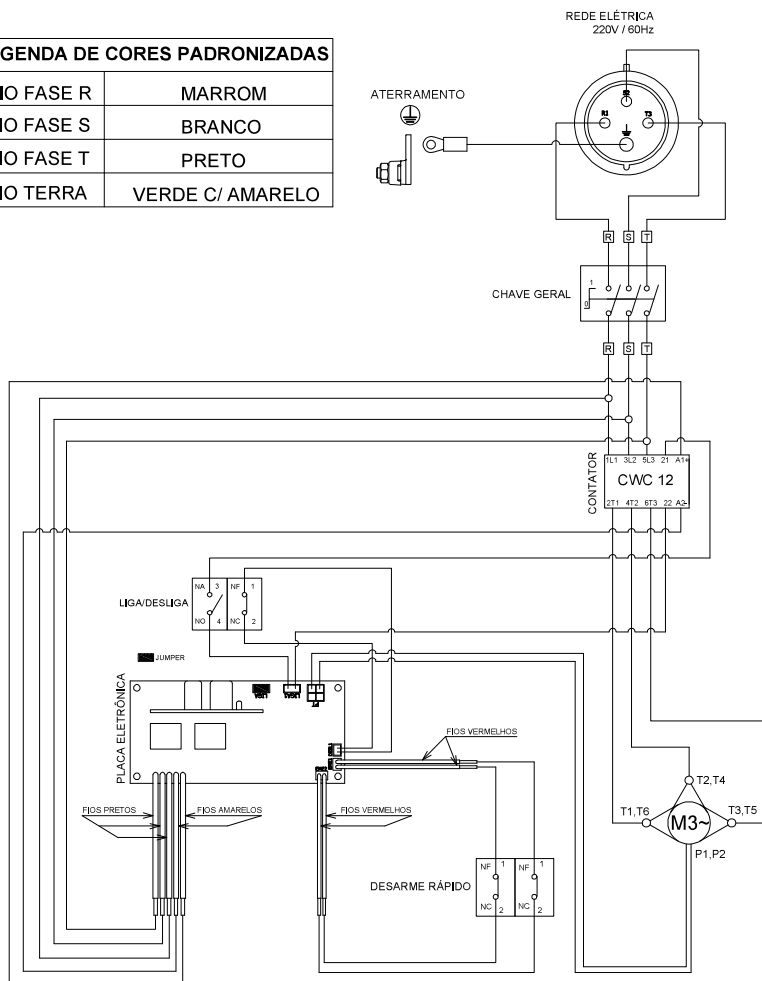 REDE ELÉTRICA
220V / 60Hz
GENDA DE CORES PADRONIZADAS
IO FASE R MARROM
IO FASE S BRANCO
IO FASE T PRETO
IO TERRA VERDE C/ AMARELO
ATERRAMENTO
R1
T3
R S T
CHAVE GERAL
1
0
R S T
CONTATOR
1L1 3L2 5L3 21 A1+
CWC 12
2T1 4T2 6T3 22 A2-
LIGA/DESLIGA
NA 3
NO 4
NF 1
NC 2
JUMPER
PLACA ELETRÔNICA
FIOS VERMELHOS
FIOS PRETOS
FIOS AMARELOS
FIOS VERMELHOS
DESARME RÁPIDO
NF 1
NC 2
NF 1
NC 2
T2,T4
T1,T6
M3~
T3,T5
P1,P2